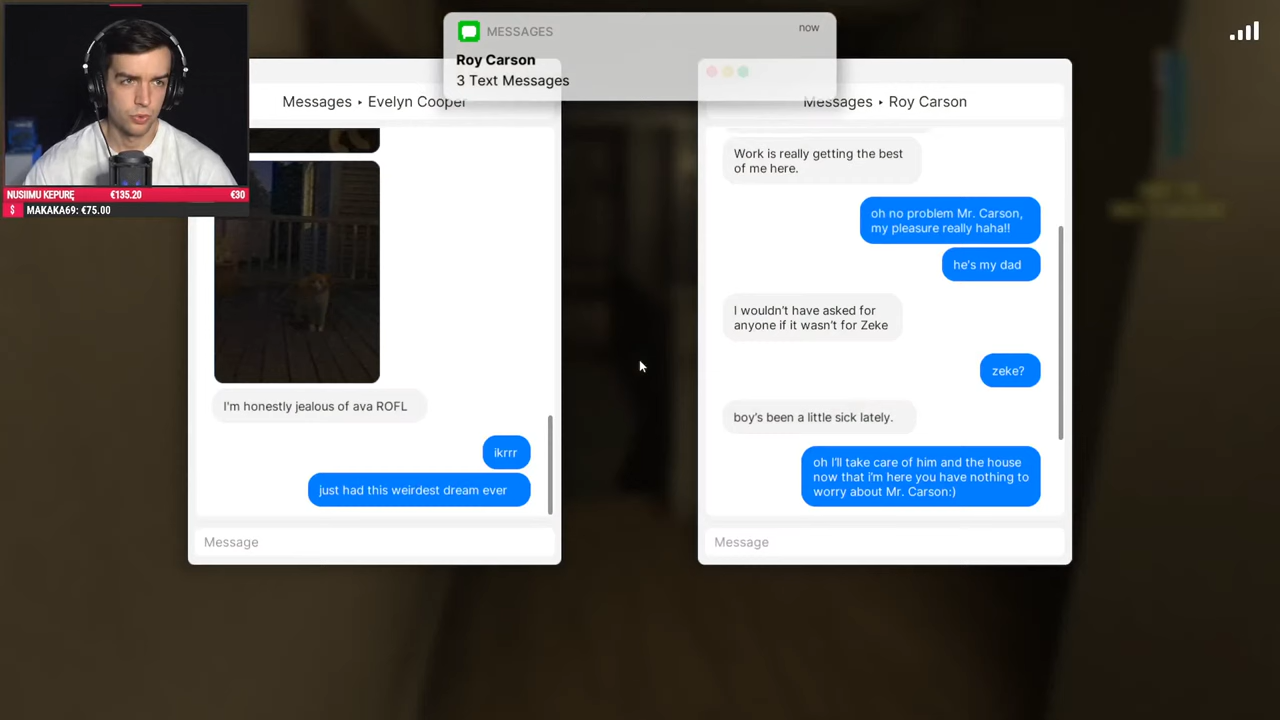 MESSAGES
now
Roy Carson
3 Text Messages
NUSIIMU KEPURĘ €135.20 €30
$ MAKAKA69: €75.00
Messages ▸ Evelyn Cooper
I'm honestly jealous of ava ROFL
ikrrr
just had this weirdest dream ever
Message
Messages ▸ Roy Carson
Work is really getting the best
of me here.
oh no problem Mr. Carson,
my pleasure really haha!!
he's my dad
I wouldn't have asked for
anyone if it wasn't for Zeke
zeke?
boy's been a little sick lately.
oh I'll take care of him and the house
now that i'm here you have nothing to
worry about Mr. Carson:)
Message